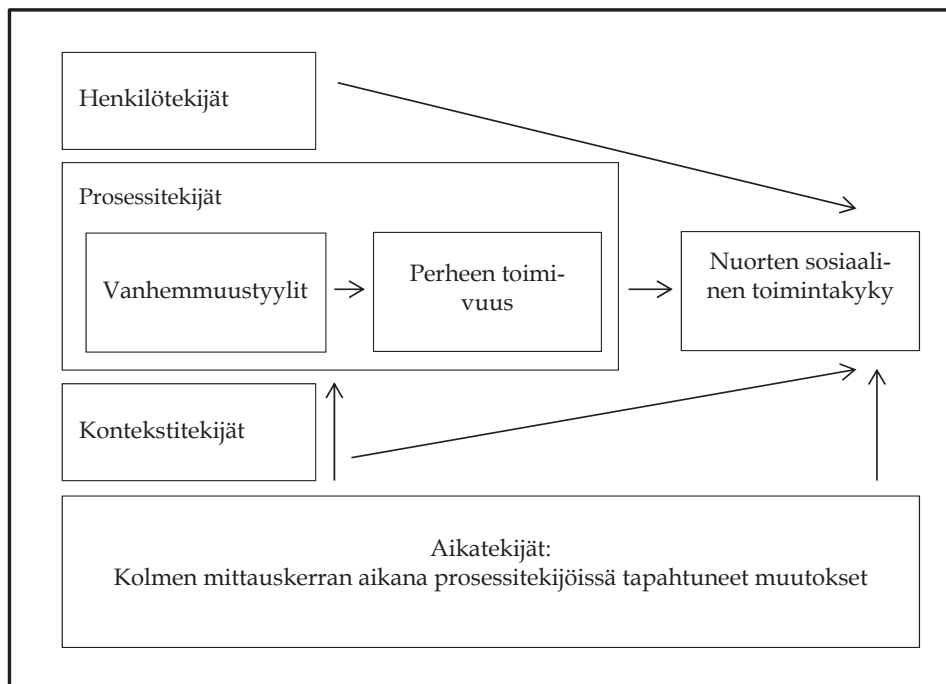 Henkilötekijät
Prosessitekijät
Vanhemmuustyylit
Perheen toimi-
vuus
Nuorten sosiaali-
nen toimintakyky
Kontekstitekijät
Aikatekijät:
Kolmen mittauskerran aikana prosessitekijöissä tapahtuneet muutokset